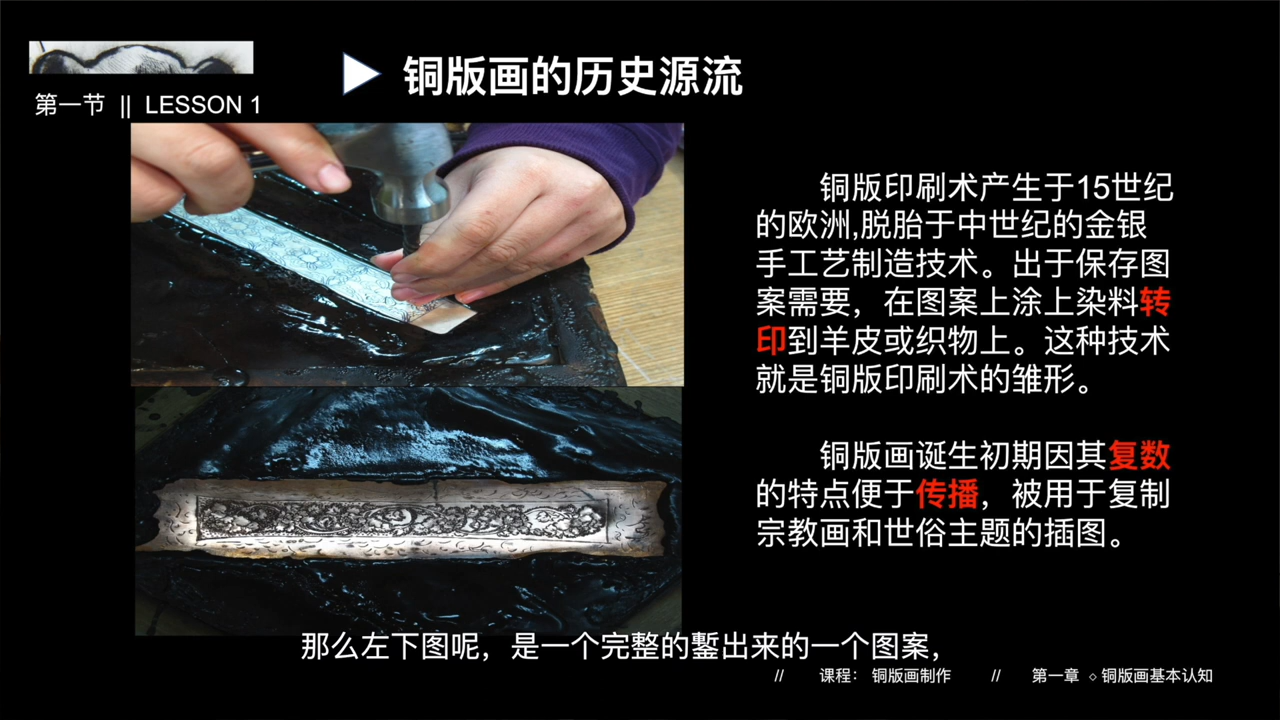 铜版画的历史源流
第一节 || LESSON 1
铜版印刷术产生于15世纪
的欧洲,脱胎于中世纪的金银
手工艺制造技术。出于保存图
案需要，在图案上涂上染料转
印到羊皮或织物上。这种技术
就是铜版印刷术的雏形。
铜版画诞生初期因其复数
的特点便于传播，被用于复制
宗教画和世俗主题的插图。
那么左下图呢，是一个完整的錾出来的一个图案，
// 课程： 铜版画制作 // 第一章 ◇ 铜版画基本认知